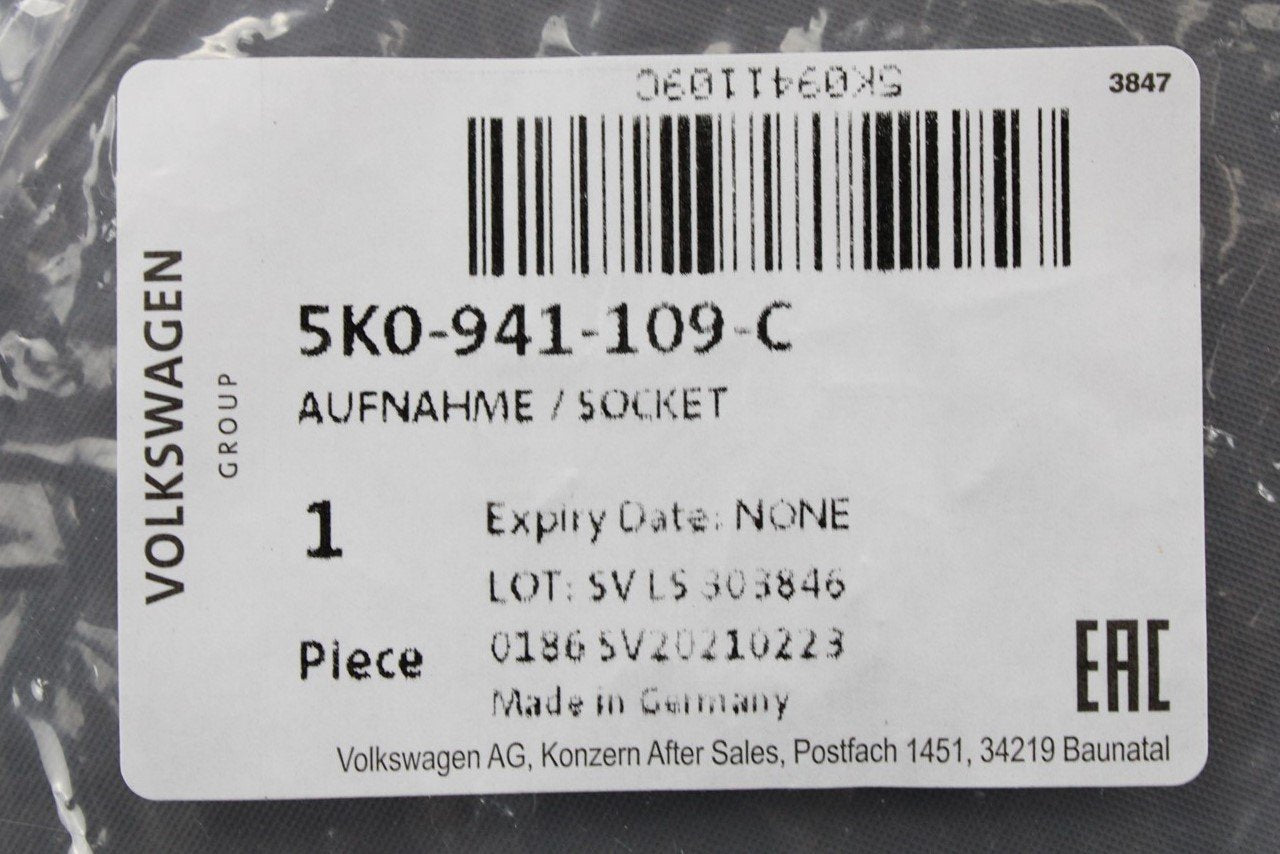 5K0941109C
3847
VOLKSWAGEN
GROUP
5K0-941-109-C
AUFNAHME / SOCKET
1
Expiry Date: NONE
LOT: SV LS 303846
Piece
0186 SV20210223
Made in Germany
EAC
Volkswagen AG, Konzern After Sales, Postfach 1451, 34219 Baunatal